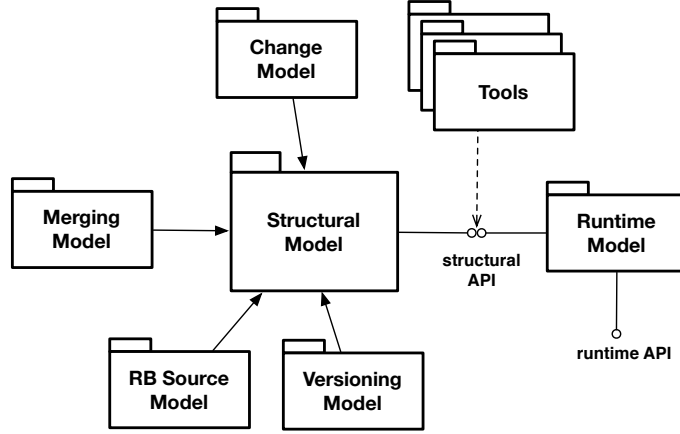 Change
Model
Tools
Merging
Model
Structural
Model
structural
API
Runtime
Model
runtime API
RB Source
Model
Versioning
Model